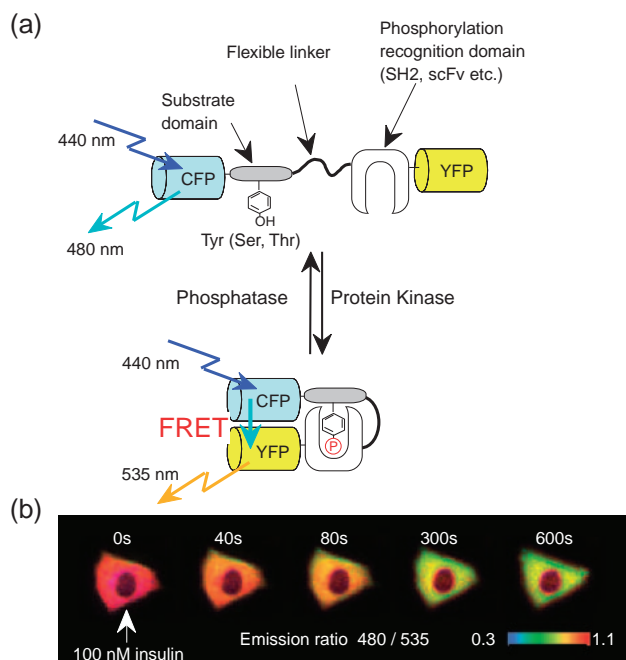 (a)
Phosphorylation
recognition domain
(SH2, scFv etc.)
Flexible linker
Substrate
domain
440 nm
CFP
YFP
OH
480 nm
Tyr (Ser, Thr)
Phosphatase
Protein Kinase
440 nm
CFP
FRET
P
YFP
535 nm
(b)
0s
40s
80s
300s
600s
100 nM insulin
Emission ratio 480 / 535
0.3
1.1